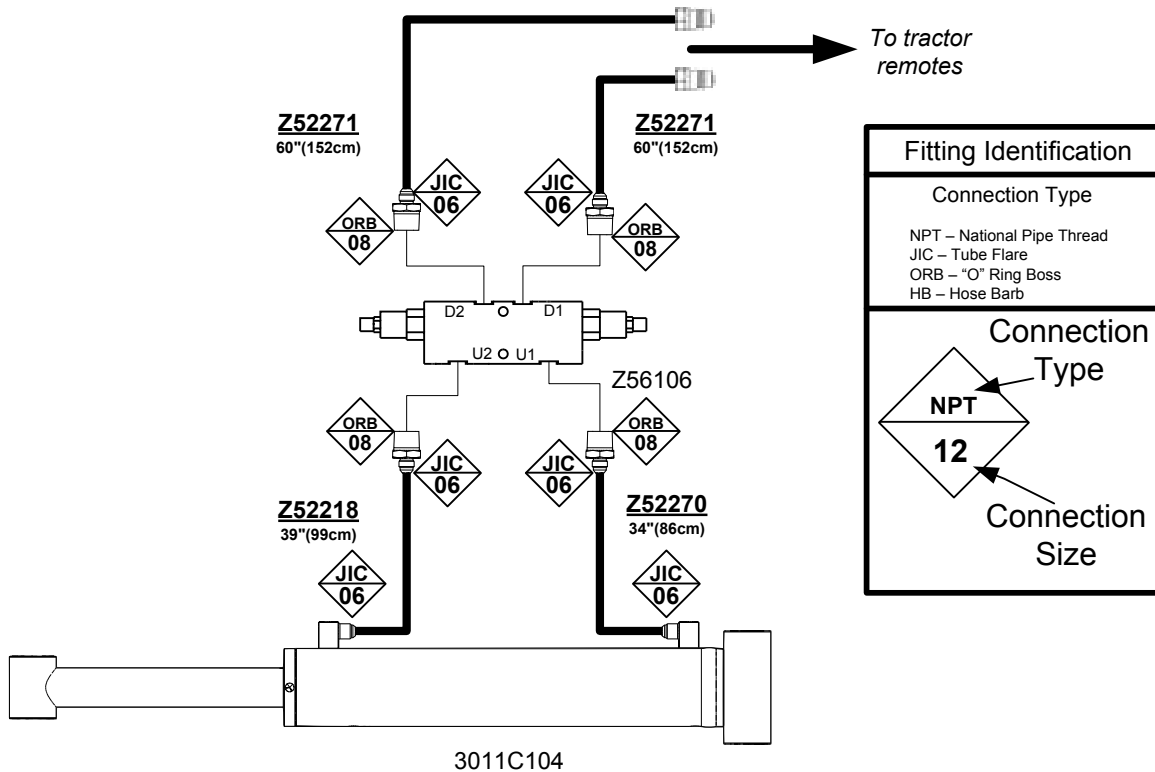 To tractor
remotes
Z52271
60"(152cm)
Z52271
60"(152cm)
JIC
06
JIC
06
ORB
08
ORB
08
D2
D1
U2
U1
Z56106
ORB
08
ORB
08
JIC
06
JIC
06
Z52218
39"(99cm)
Z52270
34"(86cm)
JIC
06
JIC
06
3011C104
Fitting Identification
Connection Type
NPT – National Pipe Thread
JIC – Tube Flare
ORB – “O” Ring Boss
HB – Hose Barb
Connection
Type
NPT
12
Connection
Size